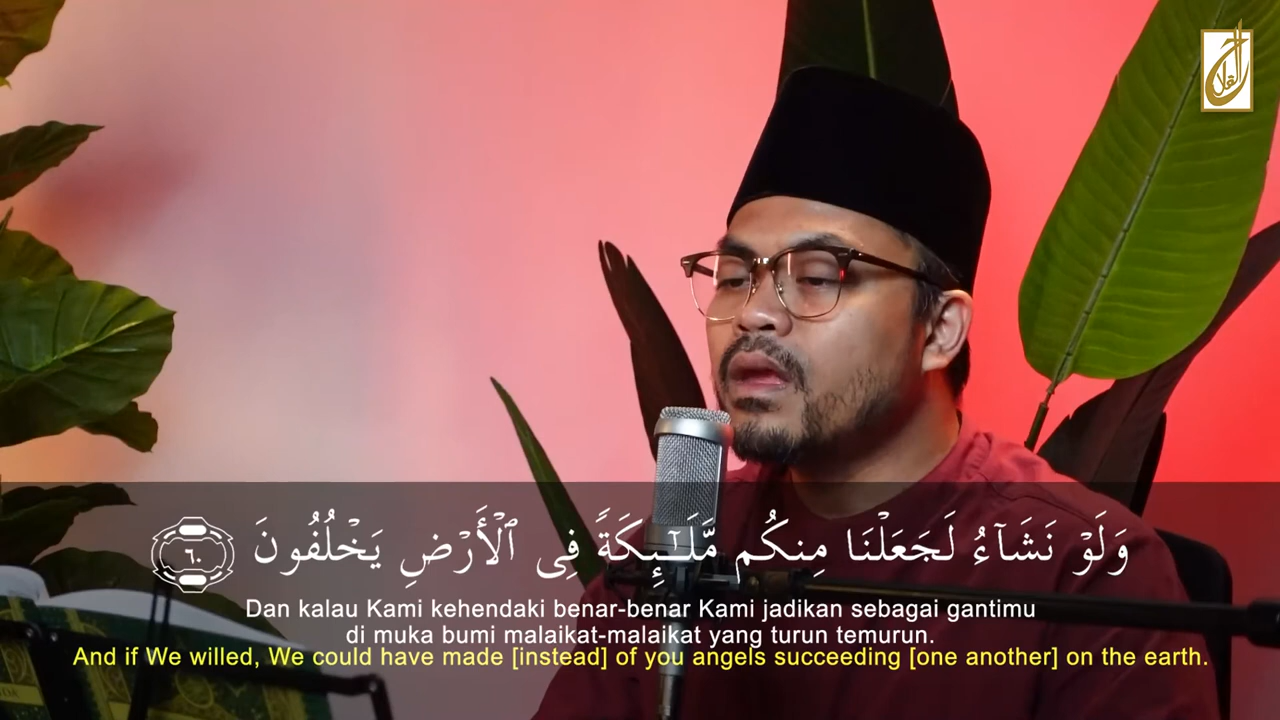 العلا
وَلَوْ نَشَآءُ لَجَعَلْنَا مِنكُم مَّلَـٰٓئِكَةً فِى ٱلْأَرْضِ يَخْلُفُونَ ٦٠
Dan kalau Kami kehendaki benar-benar Kami jadikan sebagai gantimu
di muka bumi malaikat-malaikat yang turun temurun.
And if We willed, We could have made [instead] of you angels succeeding [one another] on the earth.